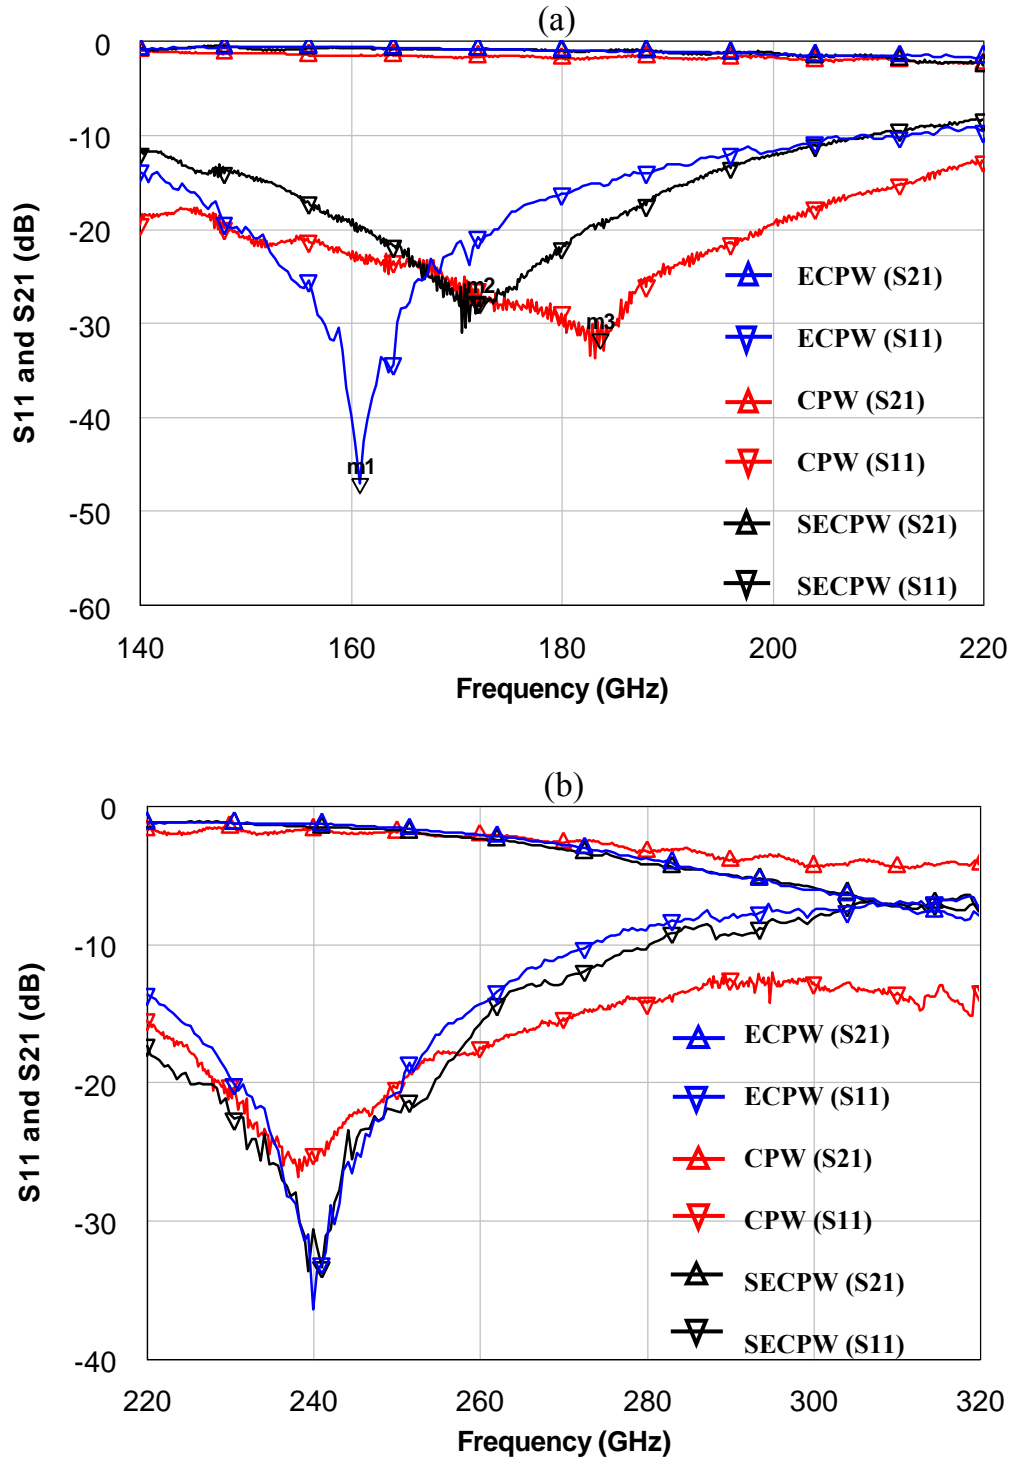 (a)
S11 and S21 (dB)
0
-10
-20
-30
-40
-50
-60
m1
m2
m3
ECPW (S21)
ECPW (S11)
CPW (S21)
CPW (S11)
SECPW (S21)
SECPW (S11)
140 160 180 200 220
Frequency (GHz)
(b)
S11 and S21 (dB)
0
-10
-20
-30
-40
ECPW (S21)
ECPW (S11)
CPW (S21)
CPW (S11)
SECPW (S21)
SECPW (S11)
220 240 260 280 300 320
Frequency (GHz)